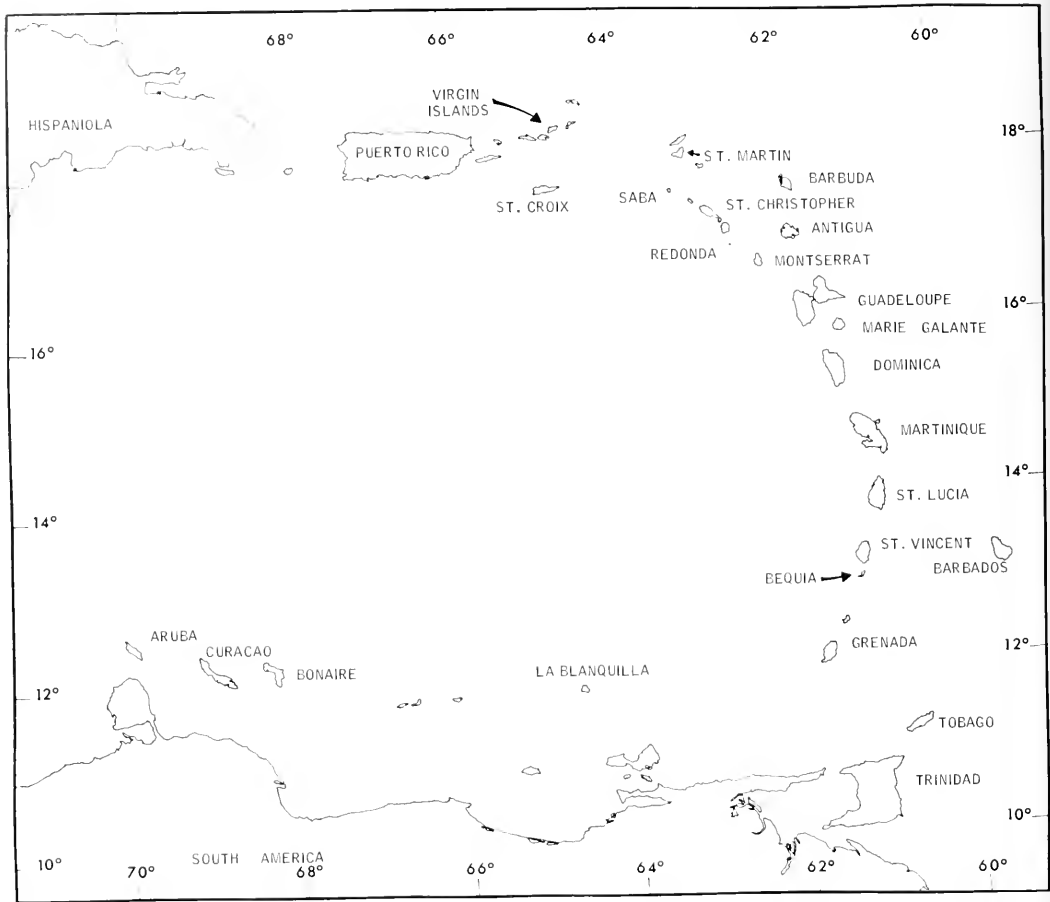 68°
66°
64°
62°
60°
VIRGIN
ISLANDS
HISPANIOLA
18°
PUERTO RICO
ST. MARTIN
BARBUDA
SABA
ST. CHRISTOPHER
ST. CROIX
ANTIGUA
REDONDA
MONTSERRAT
GUADELOUPE
16°
MARIE GALANTE
16°
DOMINICA
MARTINIQUE
14°
ST. LUCIA
14°
ST. VINCENT
BARBADOS
BEQUIA
ARUBA
CURACAO
GRENADA
12°
BONAIRE
LA BLANQUILLA
12°
TOBAGO
TRINIDAD
10°
SOUTH AMERICA
10°
70°
68°
66°
64°
62°
60°